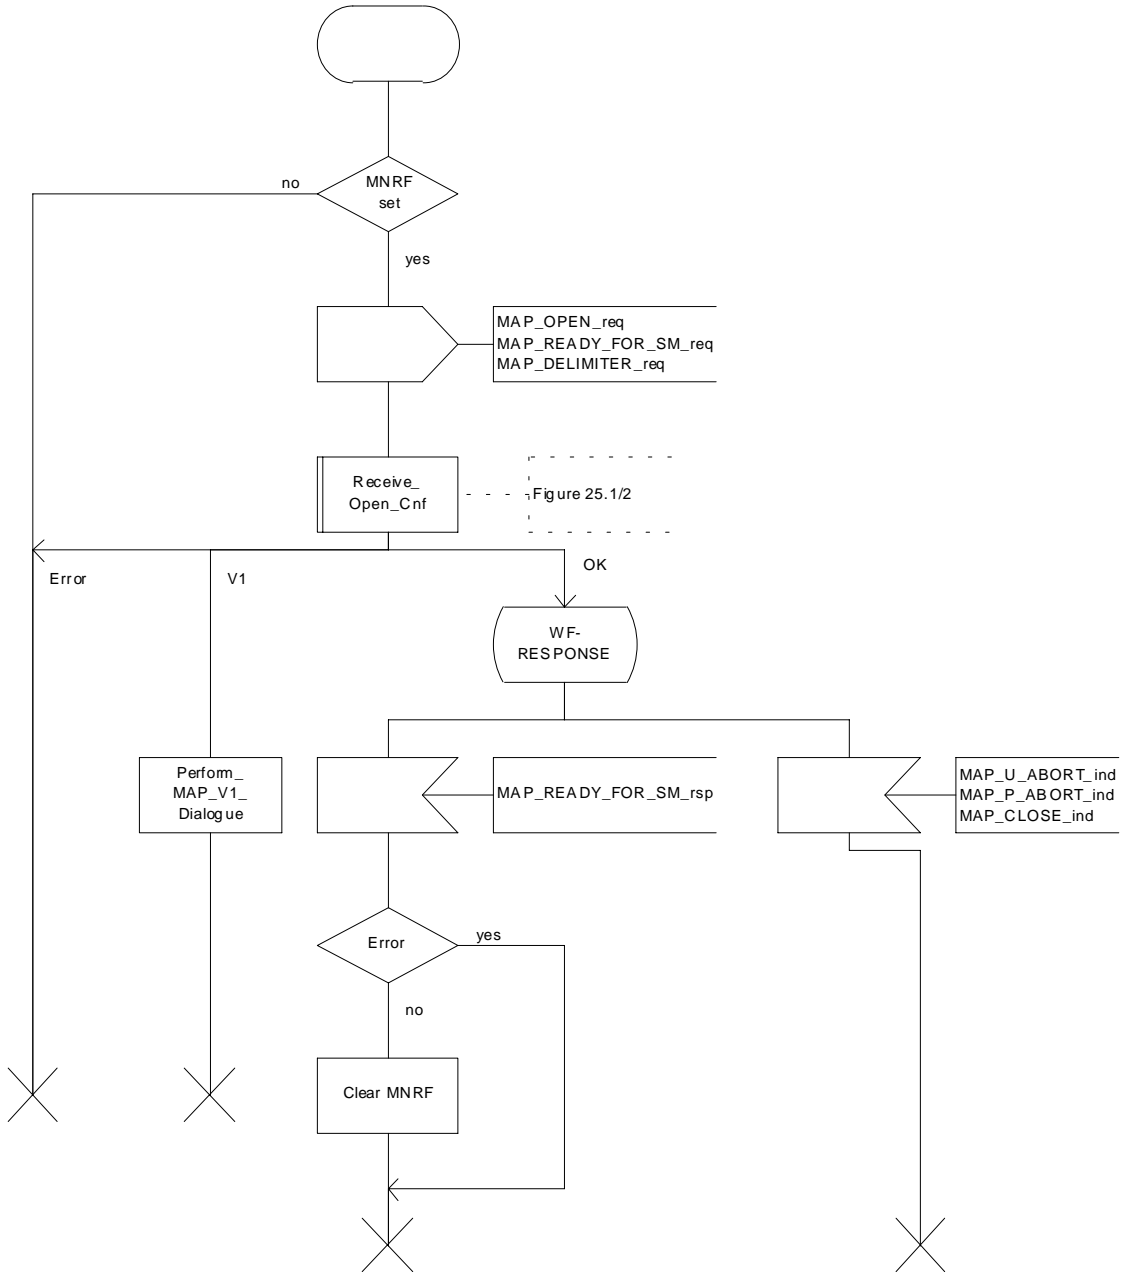 MNRF
set
no
yes
MAP_OPEN_req
MAP_READY_FOR_SM_req
MAP_DELIMITER_req
Receive_
Open_Cnf
Figure 25.1/2
Error
V1
OK
WF-
RESPONSE
Perform_
MAP_V1_
Dialogue
MAP_READY_FOR_SM_rsp
MAP_U_ABORT_ind
MAP_P_ABORT_ind
MAP_CLOSE_ind
Error
yes
no
Clear MNRF